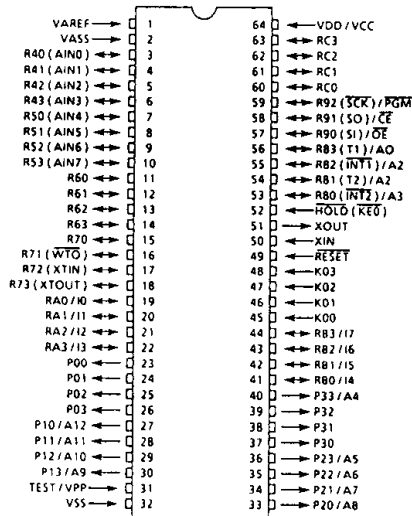 VAREF 1
VASS 2
R40 (AIN0) 3
R41 (AIN1) 4
R42 (AIN2) 5
R43 (AIN3) 6
R50 (AIN4) 7
R51 (AIN5) 8
R52 (AIN6) 9
R53 (AIN7) 10
R60 11
R61 12
R62 13
R63 14
R70 15
R71 (WTO) 16
R72 (XTIN) 17
R73 (XTOUT) 18
RA0/I0 19
RA1/I1 20
RA2/I2 21
RA3/I3 22
P00 23
P01 24
P02 25
P03 26
P10/A12 27
P11/A11 28
P12/A10 29
P13/A9 30
TEST/VPP 31
VSS 32
64 VDD/VCC
63 RC3
62 RC2
61 RC1
60 RC0
59 R92 (SCK)/PGM
58 R91 (SO)/CE
57 R90 (SI)/OE
56 R83 (T1)/A0
55 R82 (INT1)/A2
54 R81 (T2)/A2
53 R80 (INT2)/A3
52 HOLD (KE0)
51 XOUT
50 XIN
49 RESET
48 K03
47 K02
46 K01
45 K00
44 RB3/I7
43 RB2/I6
42 RB1/I5
41 RB0/I4
40 P33/A4
39 P32
38 P31
37 P30
36 P23/A5
35 P22/A6
34 P21/A7
33 P20/A8